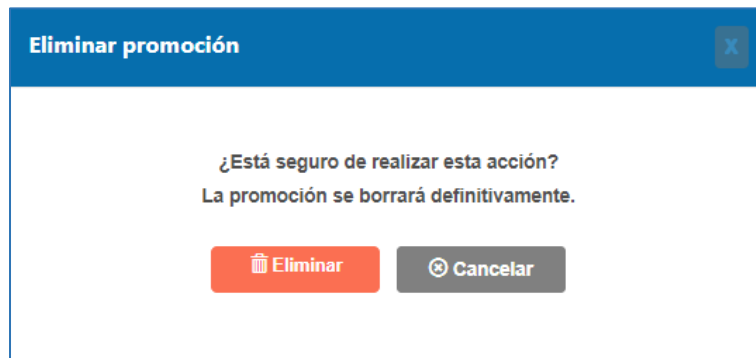 Eliminar promoción
X
¿Está seguro de realizar esta acción?
La promoción se borrará definitivamente.
Eliminar
Cancelar